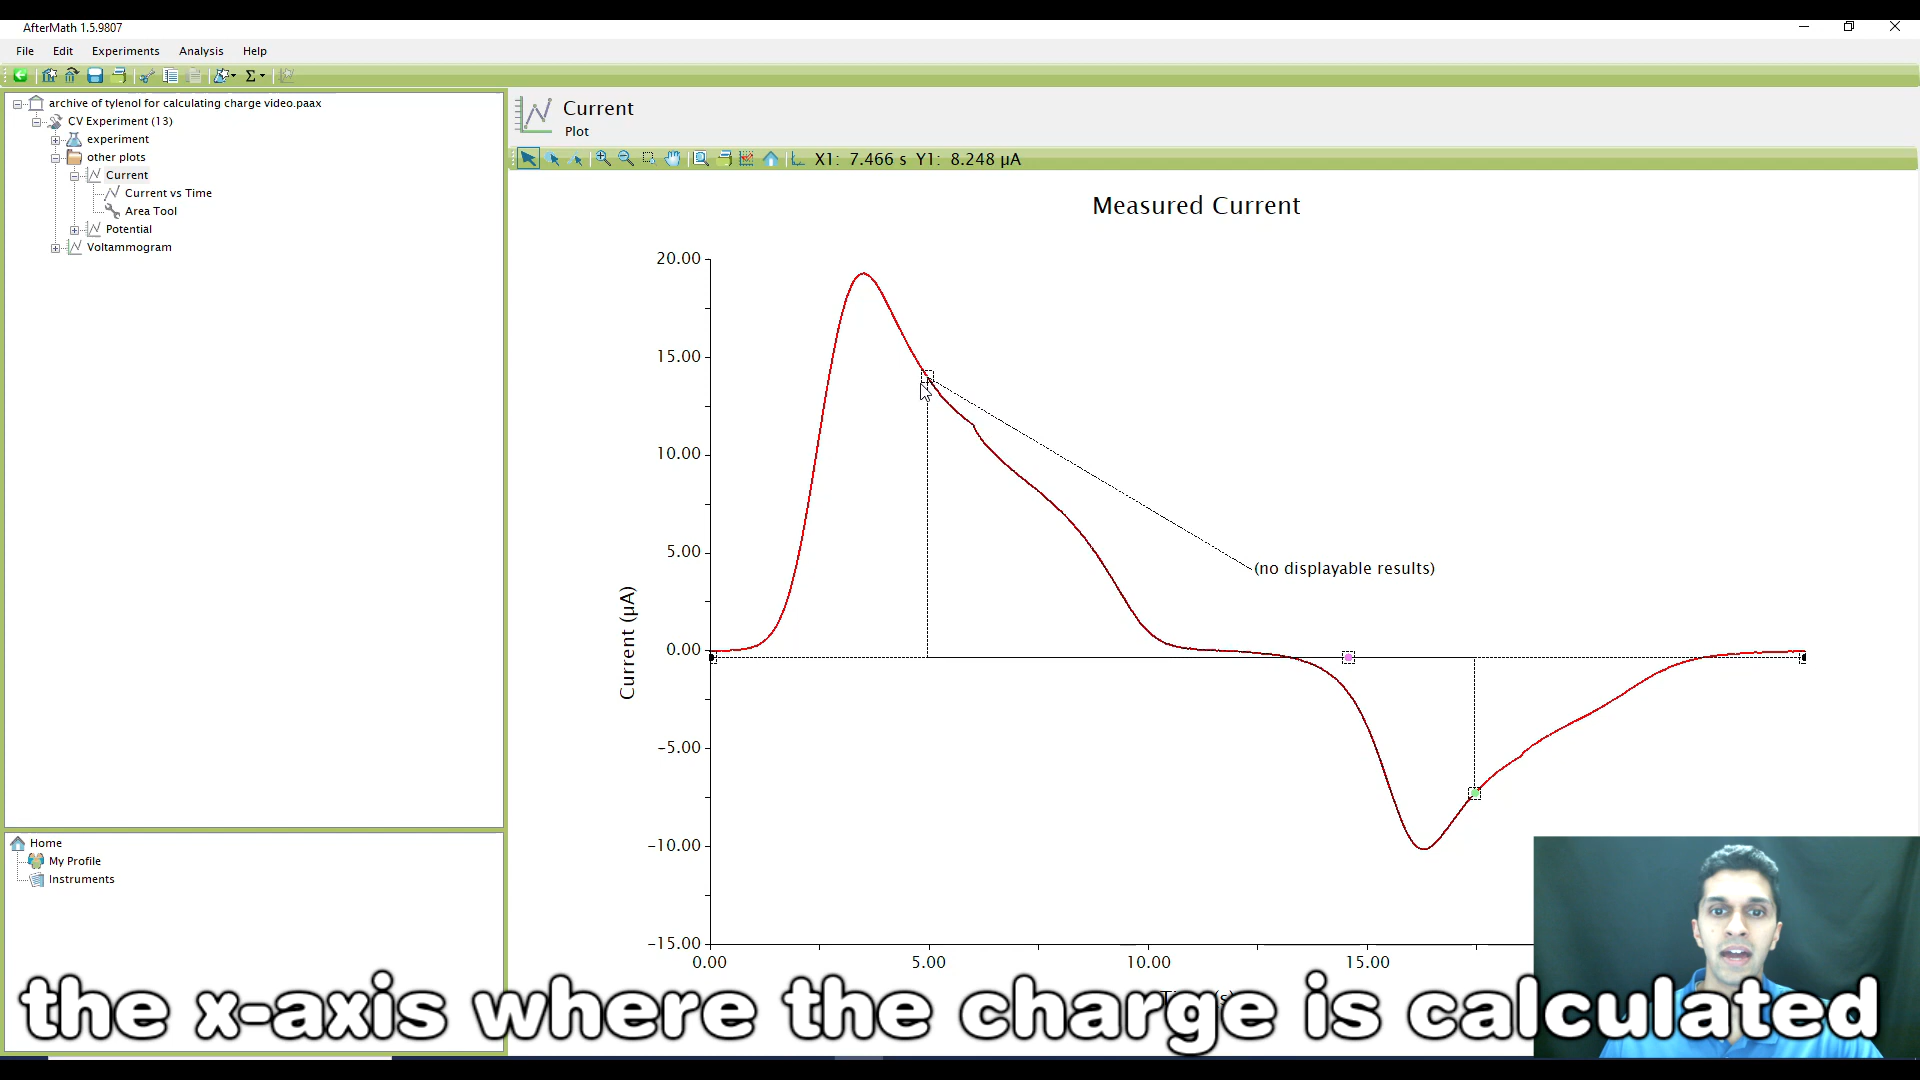 AfterMath 1.5.9807
File Edit Experiments Analysis Help
archive of tylenol for calculating charge video.paax
CV Experiment (13)
experiment
other plots
Current
Current vs Time
Area Tool
Potential
Voltammogram
Home
My Profile
Instruments
Current
Plot
X1: 7.466 s Y1: 8.248 µA
Measured Current
20.00
15.00
10.00
5.00
0.00
-5.00
-10.00
-15.00
Current (µA)
(no displayable results)
0.00 5.00 10.00 15.00
the x-axis where the charge is calculated